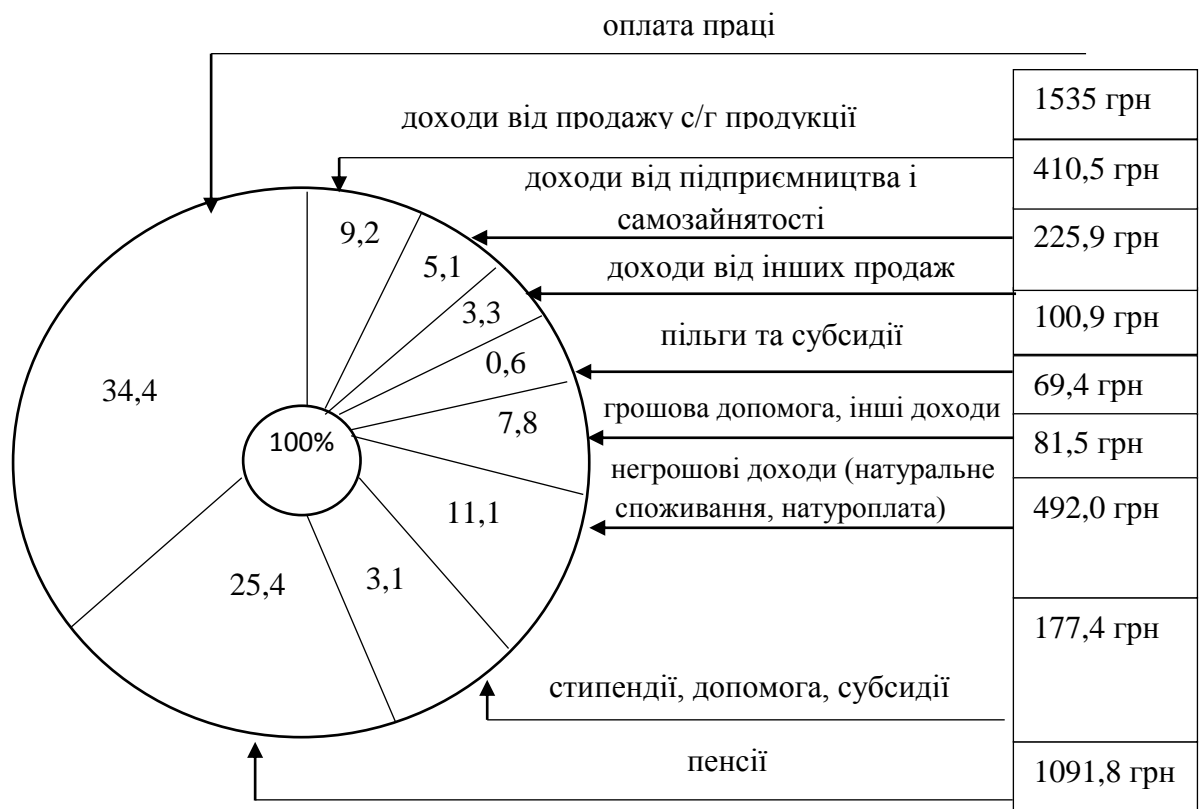 оплата праці
1535 грн
доходи від продажу с/г продукції
410,5 грн
доходи від підприємництва і
самозайнятості
225,9 грн
доходи від інших продаж
100,9 грн
пільги та субсидії
69,4 грн
грошова допомога, інші доходи
81,5 грн
негрошові доходи (натуральне
споживання, натуроплата)
492,0 грн
177,4 грн
стипендії, допомога, субсидії
пенсії
1091,8 грн
9,2
5,1
3,3
0,6
7,8
11,1
3,1
25,4
34,4
100%